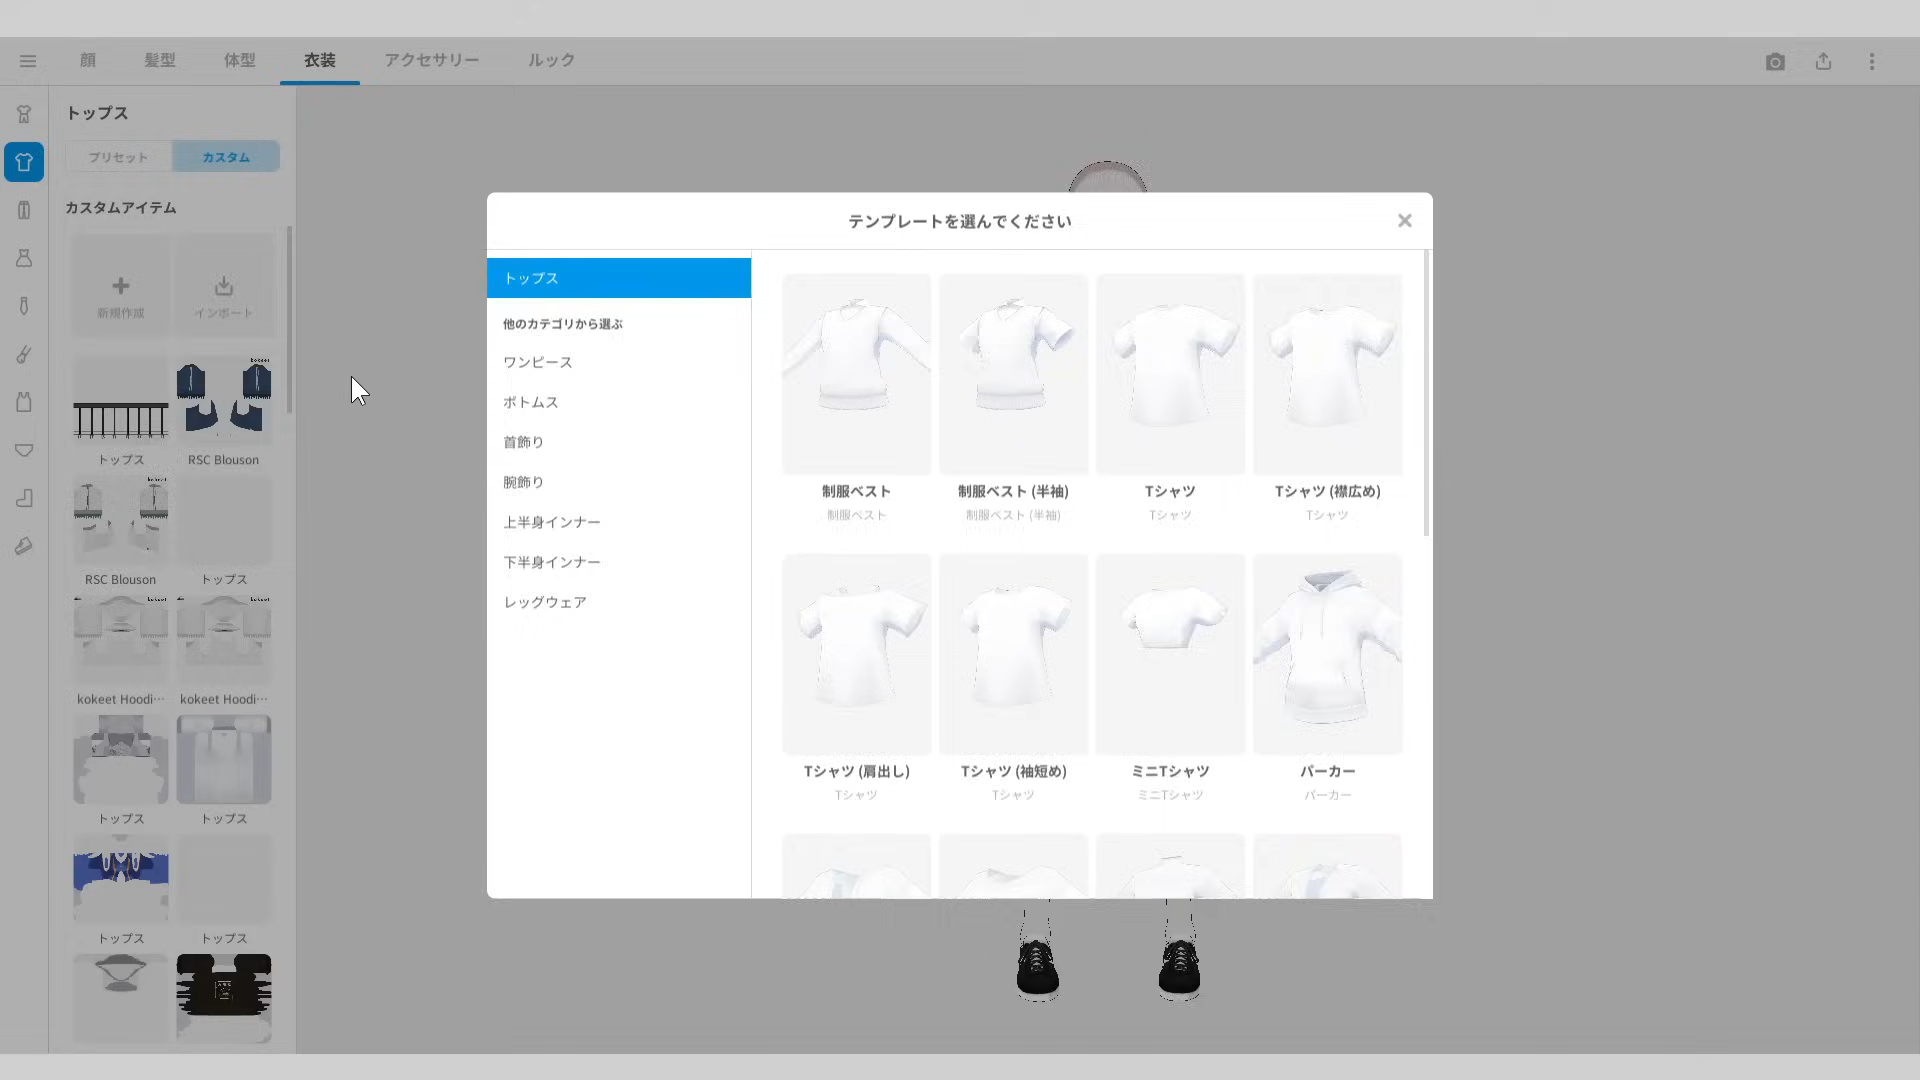 顔 髪型 体型 衣装 アクセサリー ルック
トップス
プリセット カスタム
カスタムアイテム
新規作成 インポート
kokeet
トップス RSC Blouson
kokeet
RSC Blouson トップス
kokeet kokeet
kokeet Hoodi… kokeet Hoodi…
トップス トップス
トップス トップス
テンプレートを選んでください
トップス
他のカテゴリから選ぶ
ワンピース
ボトムス
首飾り
腕飾り
上半身インナー
下半身インナー
レッグウェア
制服ベスト 制服ベスト (半袖) Tシャツ Tシャツ (襟広め)
制服ベスト 制服ベスト (半袖) Tシャツ Tシャツ
Tシャツ (肩出し) Tシャツ (袖短め) ミニTシャツ パーカー
Tシャツ Tシャツ ミニTシャツ パーカー